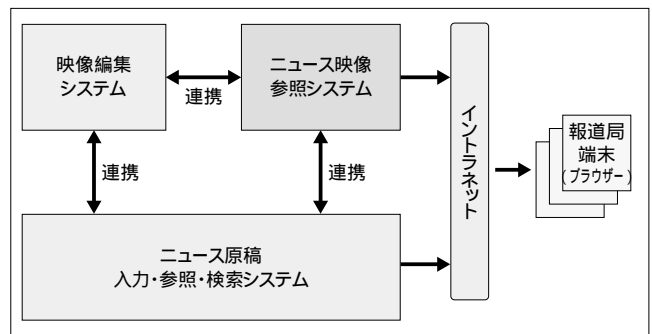 映像編集
システム
連携
ニュース映像
参照システム
連携
連携
ニュース原稿
入力・参照・検索システム
イントラネット
報道局
端末
(ブラウザー)